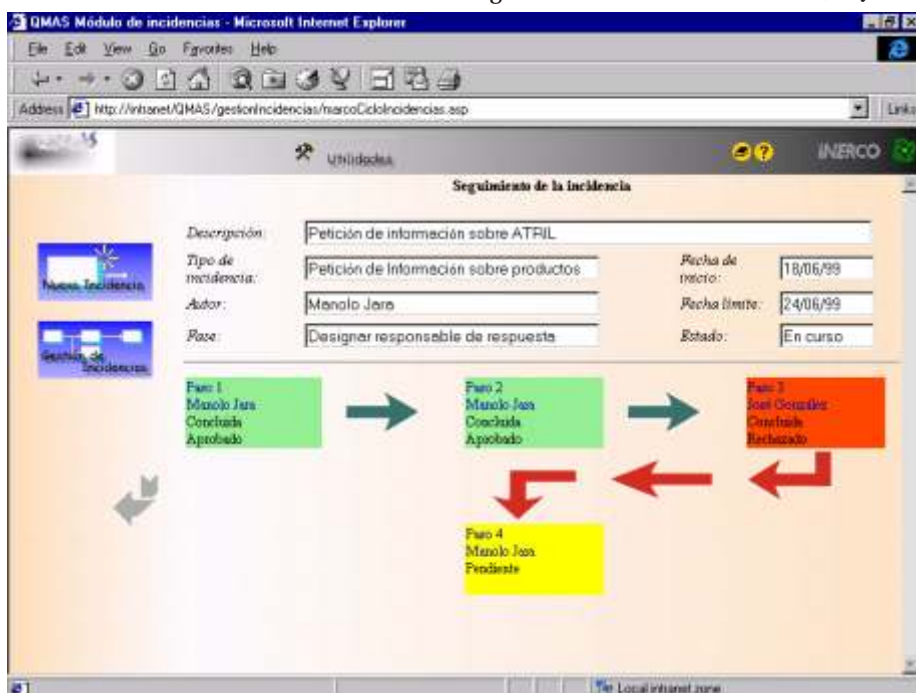 QMAS Módulo de incidencias - Microsoft Internet Explorer
File Edit View Go Favorites Help
Address http://intranet/QMAS/gestionIncidencias/marcoCicloIncidencias.asp Links
Utilidades INERCO
Seguimiento de la incidencia
Descripción: Petición de información sobre ATRIL
Tipo de incidencia: Petición de Información sobre productos Fecha de inicio: 18/06/99
Autor: Manolo Jara Fecha límite: 24/06/99
Fase: Designar responsable de respuesta Estado: En curso
Nueva Incidencia
Gestión de
Incidencias
Paso 1
Manolo Jara
Concluida
Aprobado
Paso 2
Manolo Jara
Concluida
Aprobado
Paso 3
José González
Concluida
Rechazado
Paso 4
Manolo Jara
Pendiente
Local intranet zone